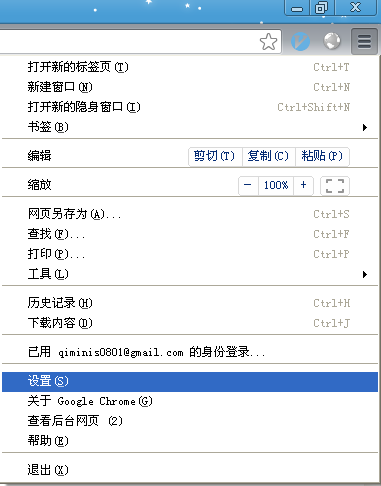 打开新的标签页(T) Ctrl+T
新建窗口(N) Ctrl+N
打开新的隐身窗口(I) Ctrl+Shift+N
书签(B)
编辑 剪切(T) 复制(C) 粘贴(P)
缩放 − 100% +
网页另存为(A)... Ctrl+S
查找(F)... Ctrl+F
打印(P)... Ctrl+P
工具(L)
历史记录(H) Ctrl+H
下载内容(D) Ctrl+J
已用 qiminis0801@gmail.com 的身份登录...
设置(S)
关于 Google Chrome(G)
查看后台网页 (2)
帮助(E)
退出(X)